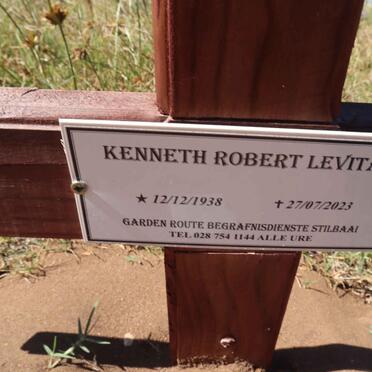 KENNETH ROBERT LEVITA
★ 12/12/1938 ✝ 27/07/2023
GARDEN ROUTE BEGRAFNISDIENSTE STILBAAI
TEL 028 754 1144 ALLE URE